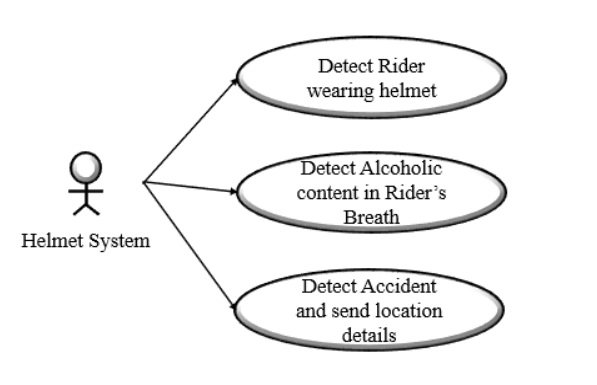 Detect Rider
wearing helmet
Detect Alcoholic
content in Rider’s
Breath
Helmet System
Detect Accident
and send location
details